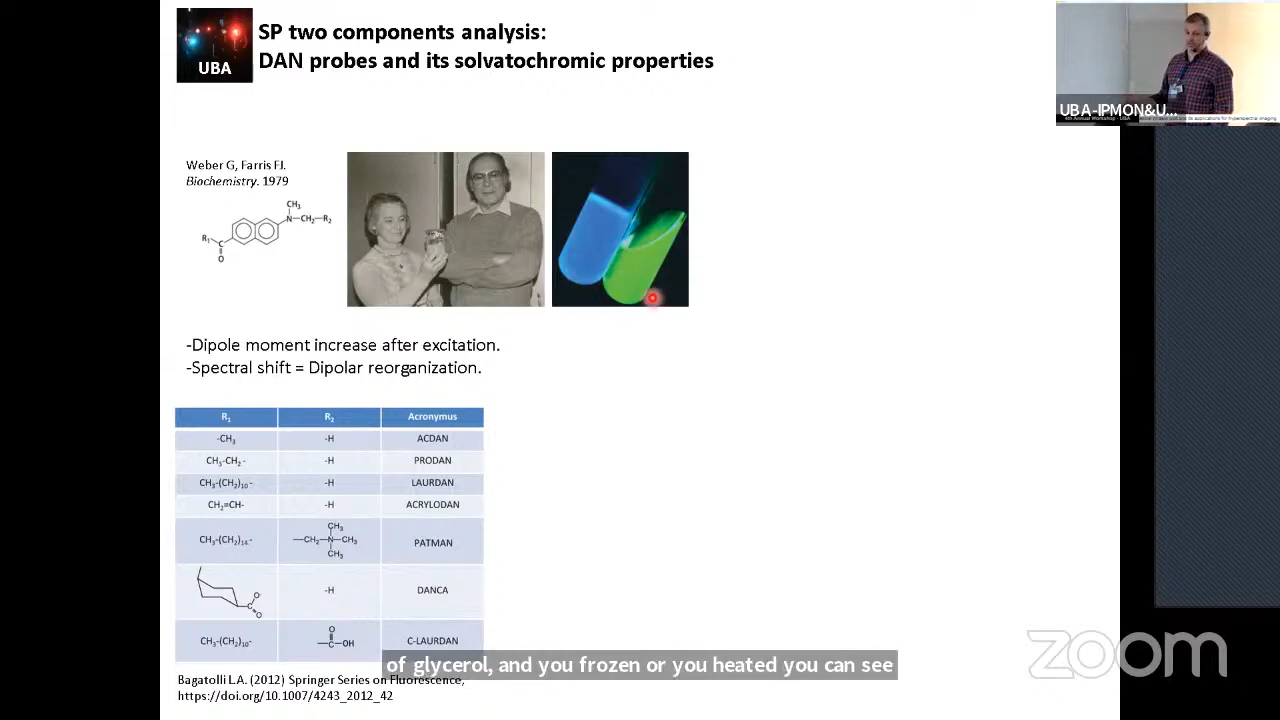 SP two components analysis:
DAN probes and its solvatochromic properties
UBA
UBA-IPMON&U...
4th Annual Workshop - UBA
Weber G, Farris FJ.
Biochemistry. 1979
CH₃
N—CH₂—R₂
R₁
C
O
-Dipole moment increase after excitation.
-Spectral shift = Dipolar reorganization.
R₁ R₂ Acronymus
-CH₃ -H ACDAN
CH₃-CH₂- -H PRODAN
CH₃-(CH₂)₁₀- -H LAURDAN
CH₂=CH- -H ACRYLODAN
CH₃
CH₃-(CH₂)₁₄- —CH₂—N—CH₃ PATMAN
CH₃
-H DANCA
C O⁻
O
O
CH₃-(CH₂)₁₀- —C—OH C-LAURDAN
of glycerol, and you frozen or you heated you can see
Bagatolli L.A. (2012) Springer Series on Fluorescence,
https://doi.org/10.1007/4243_2012_42
zoom